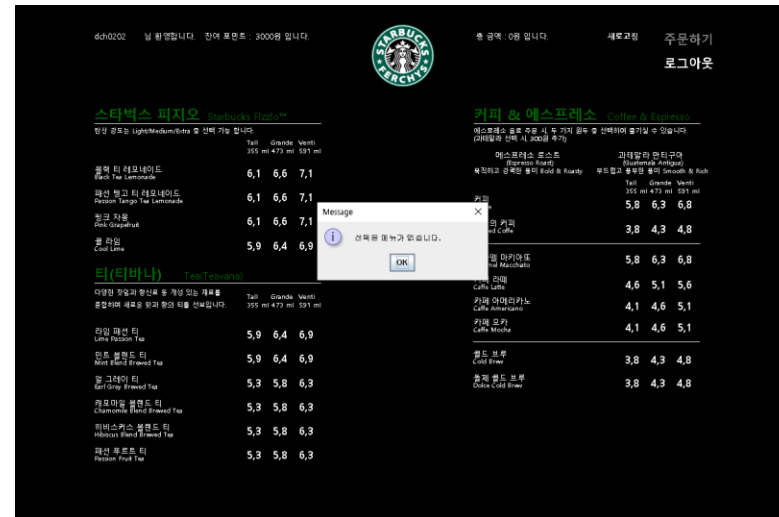 dch0202 님 환영합니다. 잔여 포인트 : 3000원 입니다.
STARBUCKS
FERCHYS
총 금액 : 0원 입니다.
새로고침
주문하기
로그아웃
스타벅스 피지오 Starbucks Fizzio™
탄산 강도는 Light/Medium/Extra 중 선택 가능 합니다.
Tall Grande Venti
355 ml 473 ml 591 ml
블랙 티 레모네이드 6,1 6,6 7,1
Black Tea Lemonade
패션 탱고 티 레모네이드 6,1 6,6 7,1
Passion Tango Tea Lemonade
핑크 자몽 6,1 6,6 7,1
Pink Grapefruit
쿨 라임 5,9 6,4 6,9
Cool Lime
티(티바나) Tea(Teavana)
다양한 찻잎과 향신료 등 개성 있는 재료를
혼합하여 새로운 맛과 향의 티를 선보입니다.
Tall Grande Venti
355 ml 473 ml 591 ml
라임 패션 티 5,9 6,4 6,9
Lime Passion Tea
민트 블렌드 티 5,9 6,4 6,9
Mint Blend Brewed Tea
얼 그레이 티 5,3 5,8 6,3
Earl Grey Brewed Tea
캐모마일 블렌드 티 5,3 5,8 6,3
Chamomile Blend Brewed Tea
히비스커스 블렌드 티 5,3 5,8 6,3
Hibiscus Blend Brewed Tea
패션 푸르트 티 5,3 5,8 6,3
Passion Fruit Tea
커피 & 에스프레소 Coffee & Espresso
에스프레소 음료 주문 시, 두 가지 원두 중 선택하여 즐기실 수 있습니다.
(과테말라 선택 시 300원 추가)
에스프레소 로스트
(Espresso Roast)
묵직하고 강력한 풍미 Bold & Roasty
과테말라 안티구아
(Guatemala Antigua)
부드럽고 풍부한 풍미 Smooth & Rich
Tall Grande Venti
355 ml 473 ml 591 ml
커피 5,8 6,3 6,8
의 커피 3,8 4,3 4,8
Coffe
마키아또 5,8 6,3 6,8
Macchiato
라떼 4,6 5,1 5,6
Caffe Latte
카페 아메리카노 4,1 4,6 5,1
Caffe Americano
카페 모카 4,1 4,6 5,1
Caffe Mocha
콜드 브루 3,8 4,3 4,8
Cold Brew
돌체 콜드 브루 3,8 4,3 4,8
Dolce Cold Brew
Message
선택된 메뉴가 없습니다.
OK